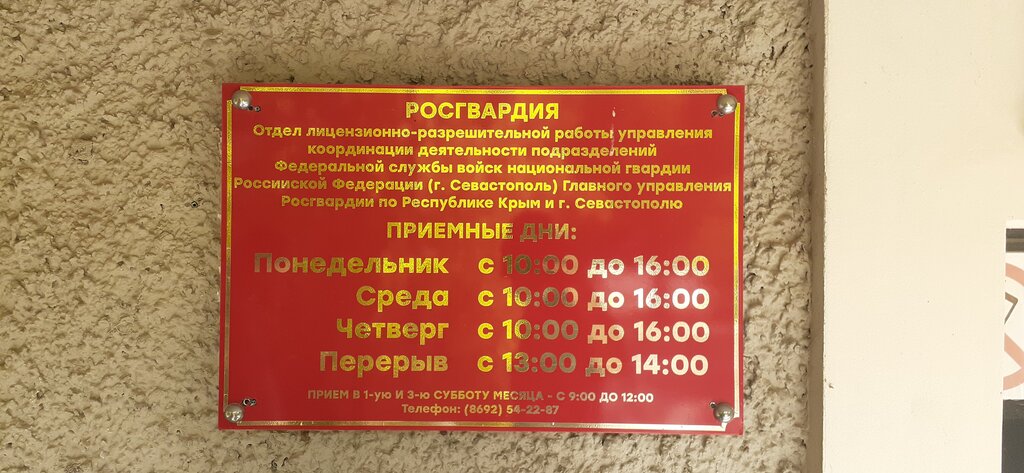 РОСГВАРДИЯ
Отдел лицензионно-разрешительной работы управления
координации деятельности подразделений
Федеральной службы войск национальной гвардии
Российской Федерации (г. Севастополь) Главного управления
Росгвардии по Республике Крым и г. Севастополю
ПРИЕМНЫЕ ДНИ:
Понедельник с 10:00 до 16:00
Среда с 10:00 до 16:00
Четверг с 10:00 до 16:00
Перерыв с 13:00 до 14:00
ПРИЕМ В 1-ую И 3-ю СУББОТУ МЕСЯЦА - С 9:00 ДО 12:00
Телефон: (8692) 54-22-87